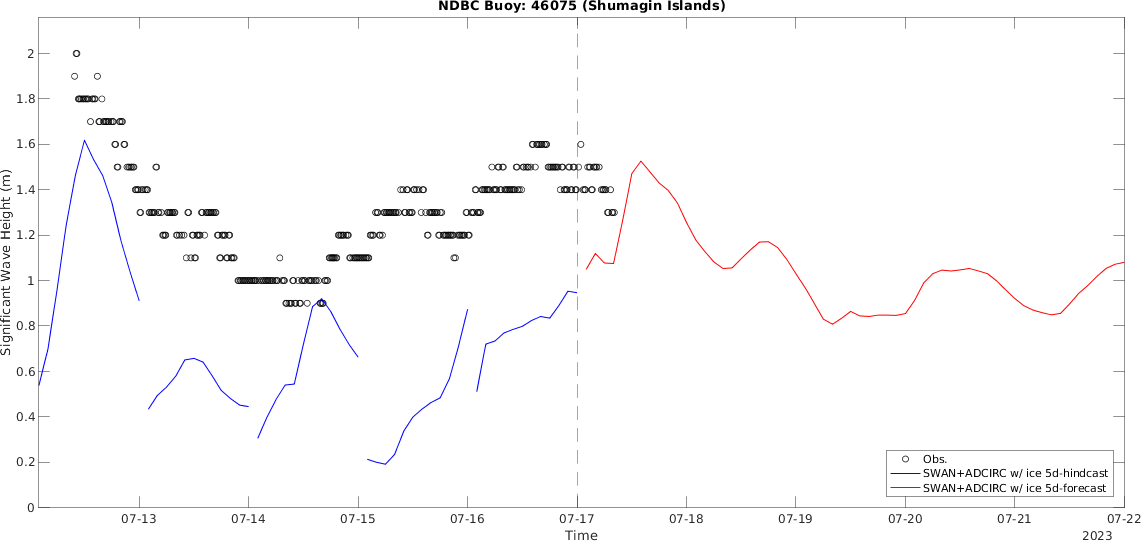 NDBC Buoy: 46075 (Shumagin Islands)
Significant Wave Height (m)
2
1.8
1.6
1.4
1.2
1
0.8
0.6
0.4
0.2
0
Obs.
SWAN+ADCIRC w/ ice 5d-hindcast
SWAN+ADCIRC w/ ice 5d-forecast
07-13 07-14 07-15 07-16 07-17 07-18 07-19 07-20 07-21 07-22
Time
2023